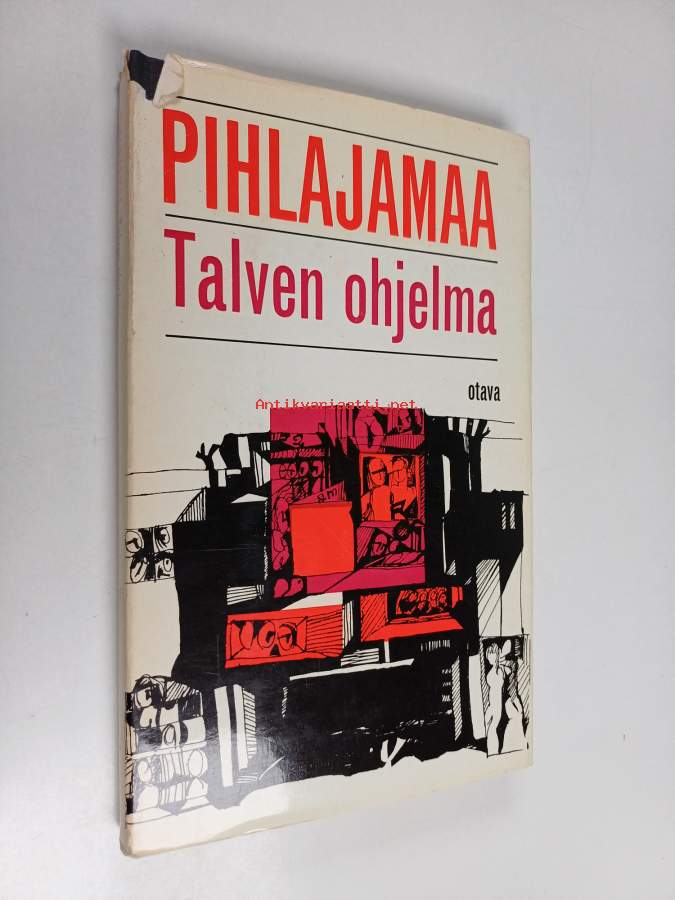 PIHLAJAMAA
Talven ohjelma
otava
Antikvariaatti.net